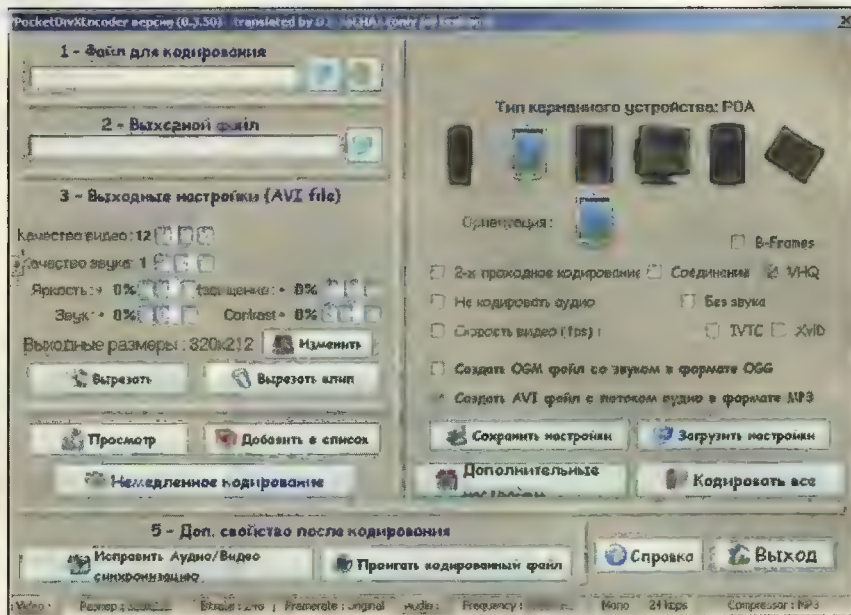 PocketDivXEncoder версия (0.3.50) translated by
1 - Файл для кодирования
2 - Выходной файл
3 - Выходные настройки (AVI file)
Качество видео: 12
Качество звука: 1
Яркость: 0% 0%
Звук: 0% Contrast 0%
Выходные размеры: 320x212 Изменить
Вырезать Вырезать клип
Просмотр Добавить в список
Немедленное кодирование
Тип карманного устройства: PDA
Ориентация:
B-Frames
2-х проходное кодирование Соединение VHQ
Не кодировать аудио Без звука
Скорость видео (fps): IVTC XviD
Создать OGM файл со звуком в формате OGG
Создать AVI файл с потоком аудио в формате MP3
Сохранить настройки Загрузить настройки
Дополнительные Кодировать все
5 - Доп. свойство после кодирования
Исправить Аудио/Видео синхронизацию
Проиграть кодированный файл
Справка Выход
Video: Размер: Framerate: original Audio: Frequency: Mono 24 kbps Compressor: MP3